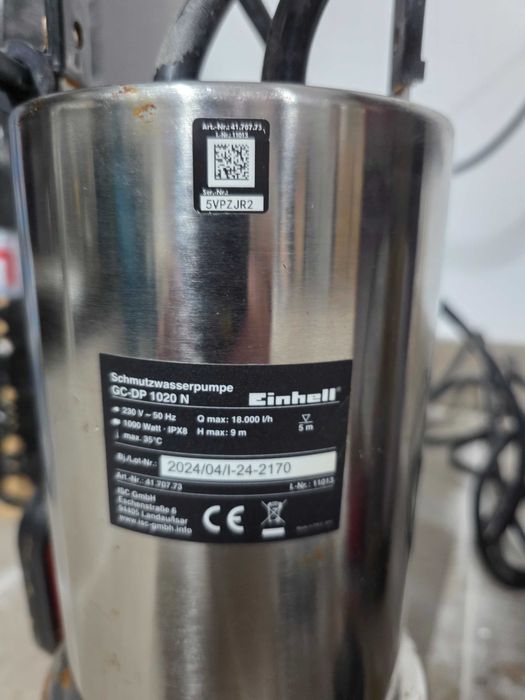 Art.-Nr.: 41.707.73
I.-Nr.: 11013
Ser.-Nr.:
5VPZJR2
Schmutzwasserpumpe
GC-DP 1020 N
Einhell
230 V ~ 50 Hz Q max: 18.000 l/h
1000 Watt · IPX8 H max: 9 m
5 m
max. 35°C
Bj./Lot-Nr.: 2024/04/I-24-2170
Art.-Nr.: 41.707.73 I.-Nr.: 11013
ISC GmbH
Eschenstraße 6
94405 Landau/Isar
www.isc-gmbh.info
CE